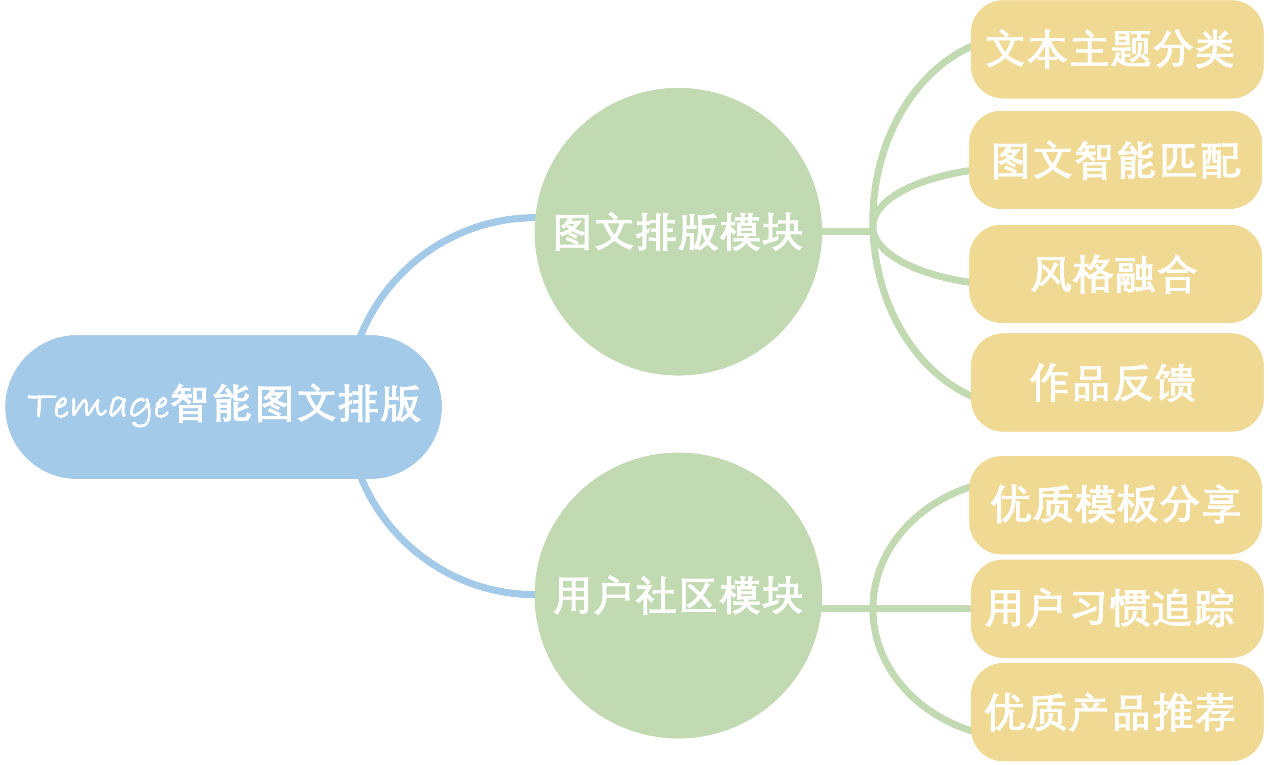 Temage智能图文排版
图文排版模块
文本主题分类
图文智能匹配
风格融合
作品反馈
用户社区模块
优质模板分享
用户习惯追踪
优质产品推荐